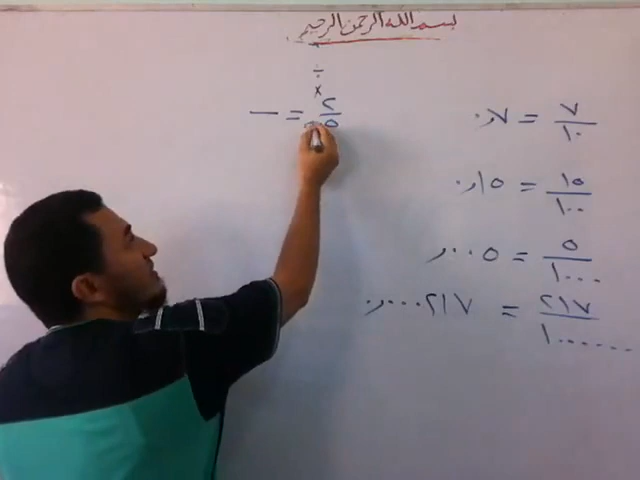 بسم الله الرحمن الرحيم
٧/١٠ = ٠٫٧
١٥/١٠٠ = ٠٫١٥
٥/١٠٠٠ = ٠٫٠٠٥
٢١٧/١٠٠٠٠٠٠ = ٠٫٠٠٠٢١٧
÷
×
٢/٥ = —